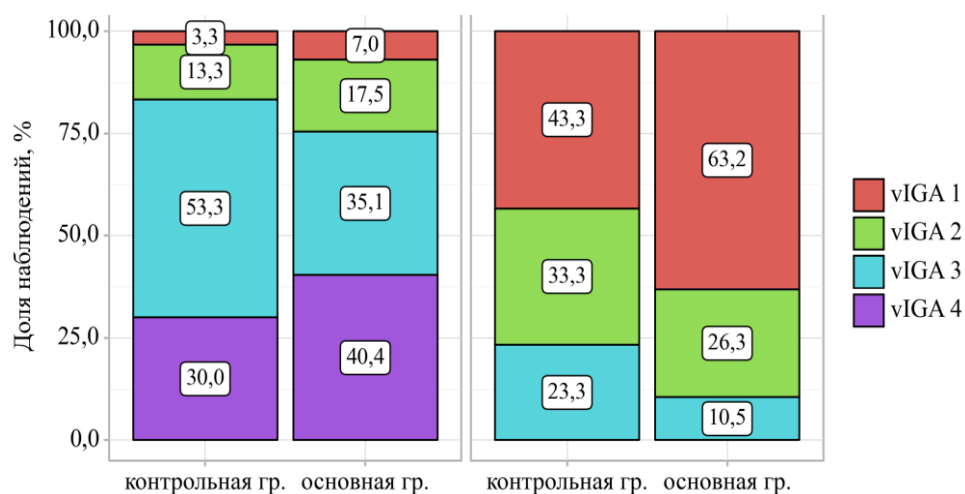 Доля наблюдений, %
100,0
75,0
50,0
25,0
0,0
3,3
13,3
53,3
30,0
7,0
17,5
35,1
40,4
43,3
33,3
23,3
63,2
26,3
10,5
контрольная гр.
основная гр.
контрольная гр.
основная гр.
vIGA 1
vIGA 2
vIGA 3
vIGA 4